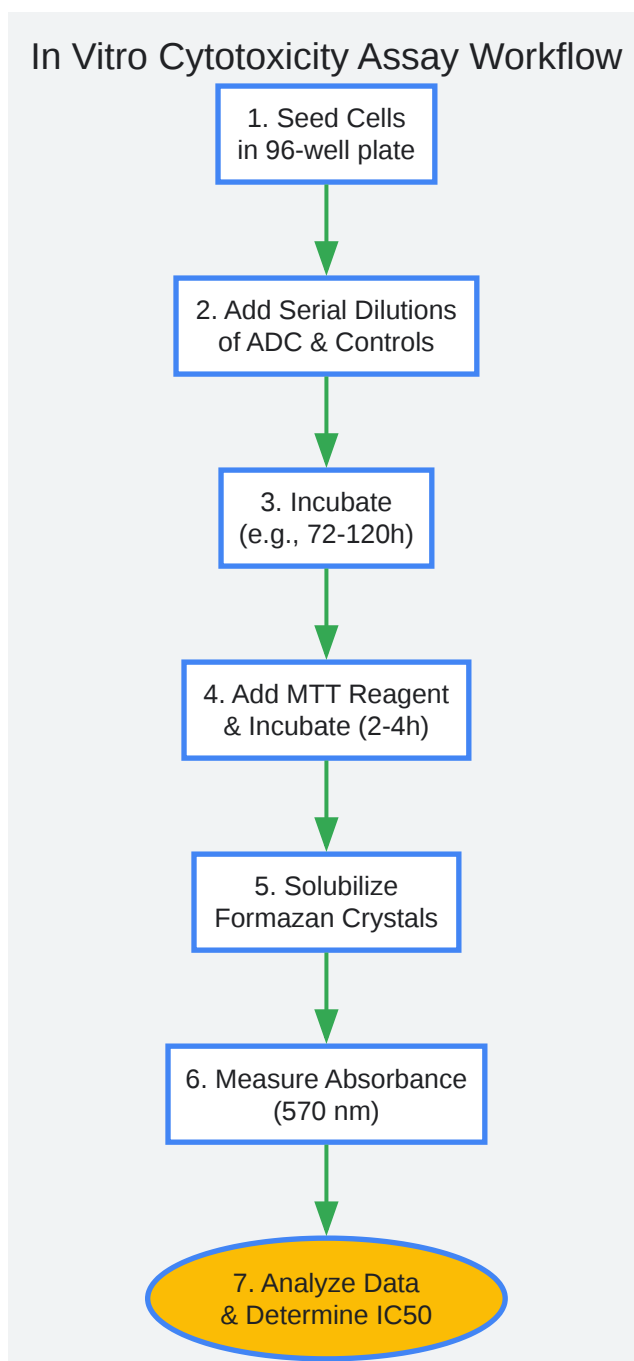 In Vitro Cytotoxicity Assay Workflow
1. Seed Cells
in 96-well plate
2. Add Serial Dilutions
of ADC & Controls
3. Incubate
(e.g., 72-120h)
4. Add MTT Reagent
& Incubate (2-4h)
5. Solubilize
Formazan Crystals
6. Measure Absorbance
(570 nm)
7. Analyze Data
& Determine IC50